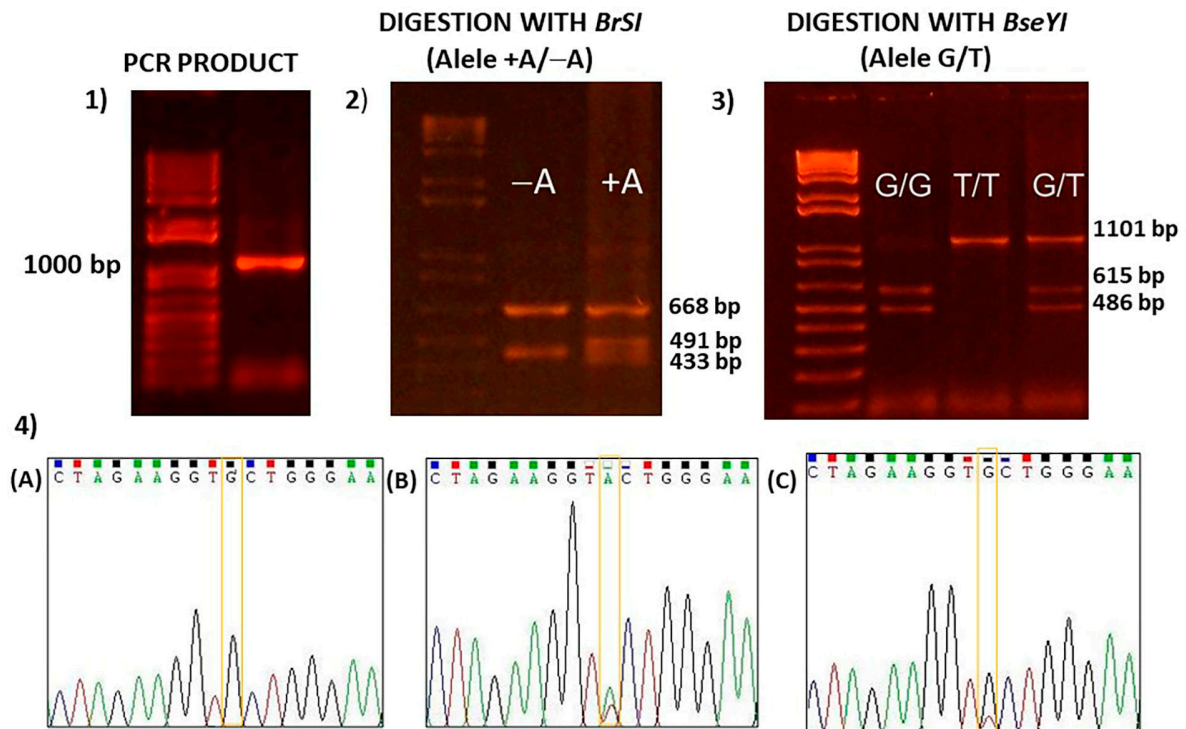 DIGESTION WITH BrSI
(Alele +A/−A)
DIGESTION WITH BseYI
(Alele G/T)
PCR PRODUCT
1)
2)
3)
−A
+A
G/G T/T G/T
1000 bp
668 bp
491 bp
433 bp
1101 bp
615 bp
486 bp
4)
(A)
C T A G A A G G T G C T G G G A A
(B)
C T A G A A G G T A C T G G G A A
(C)
C T A G A A G G T G C T G G G A A